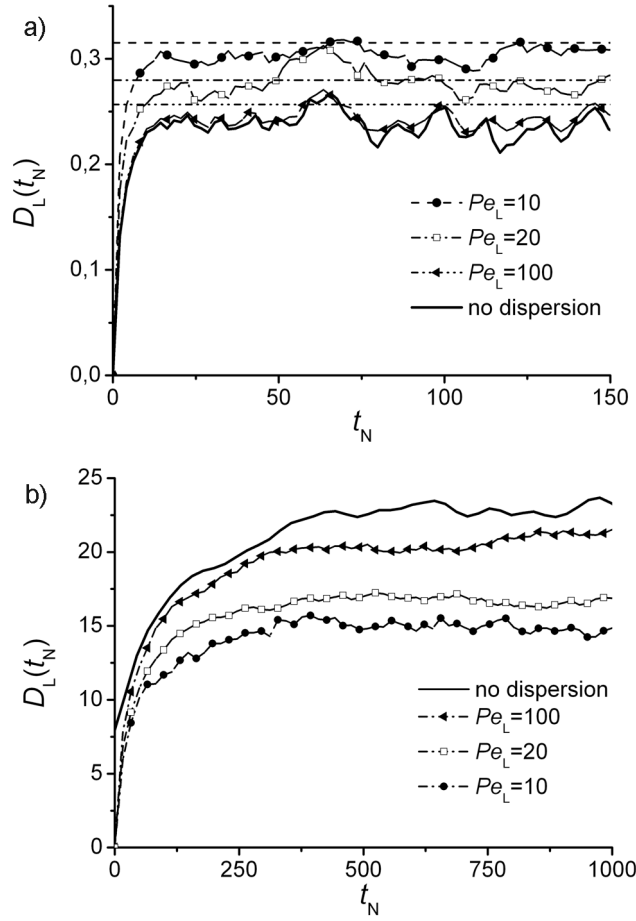 a)
0,3
0,2
0,1
0,0
D_L(t_N)
Pe_L=10
Pe_L=20
Pe_L=100
no dispersion
0 50 100 150
t_N
b)
25
20
15
10
5
0
D_L(t_N)
no dispersion
Pe_L=100
Pe_L=20
Pe_L=10
0 250 500 750 1000
t_N